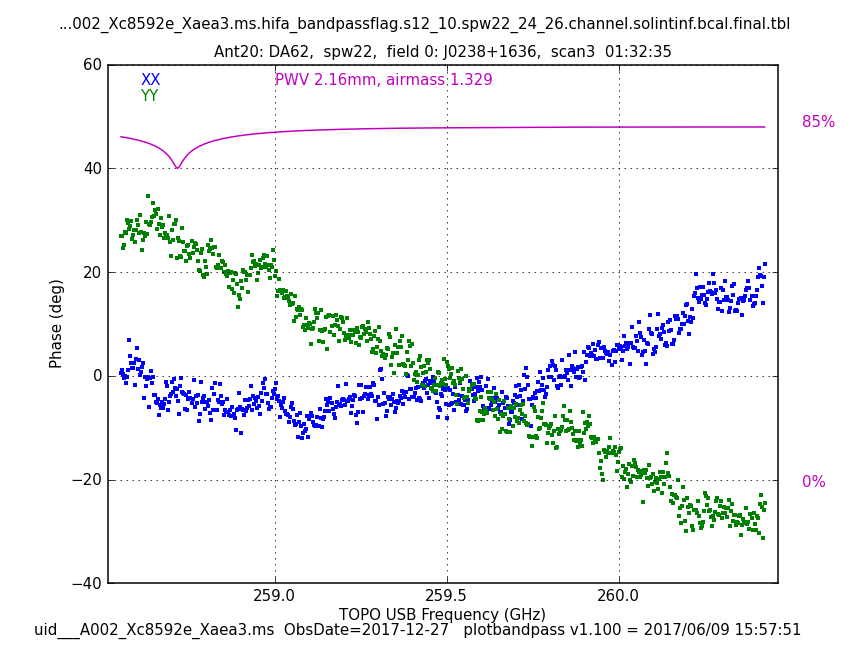 ...002_Xc8592e_Xaea3.ms.hifa_bandpassflag.s12_10.spw22_24_26.channel.solintinf.bcal.final.tbl
Ant20: DA62,  spw22,  field 0: J0238+1636,  scan3  01:32:35
XX
YY
PWV 2.16mm, airmass 1.329
85%
0%
60
40
20
0
−20
−40
Phase (deg)
259.0
259.5
260.0
TOPO USB Frequency (GHz)
uid___A002_Xc8592e_Xaea3.ms  ObsDate=2017-12-27   plotbandpass v1.100 = 2017/06/09 15:57:51